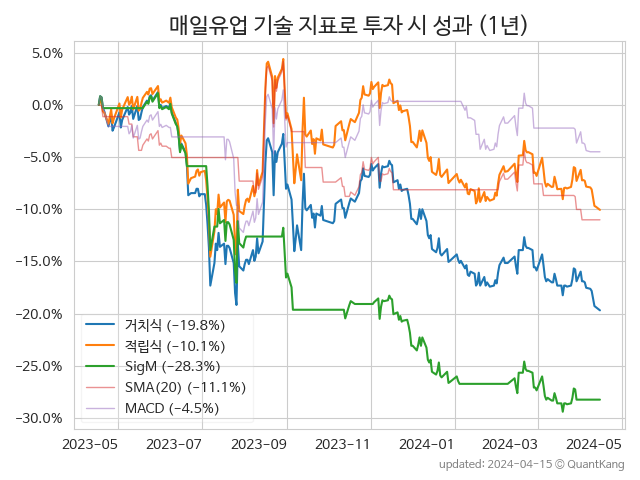 매일유업 기술 지표로 투자 시 성과 (1년)
5.0%
0.0%
−5.0%
−10.0%
−15.0%
−20.0%
−25.0%
−30.0%
거치식 (−19.8%)
적립식 (−10.1%)
SigM (−28.3%)
SMA(20) (−11.1%)
MACD (−4.5%)
2023-05 2023-07 2023-09 2023-11 2024-01 2024-03 2024-05
updated: 2024-04-15 © QuantKang